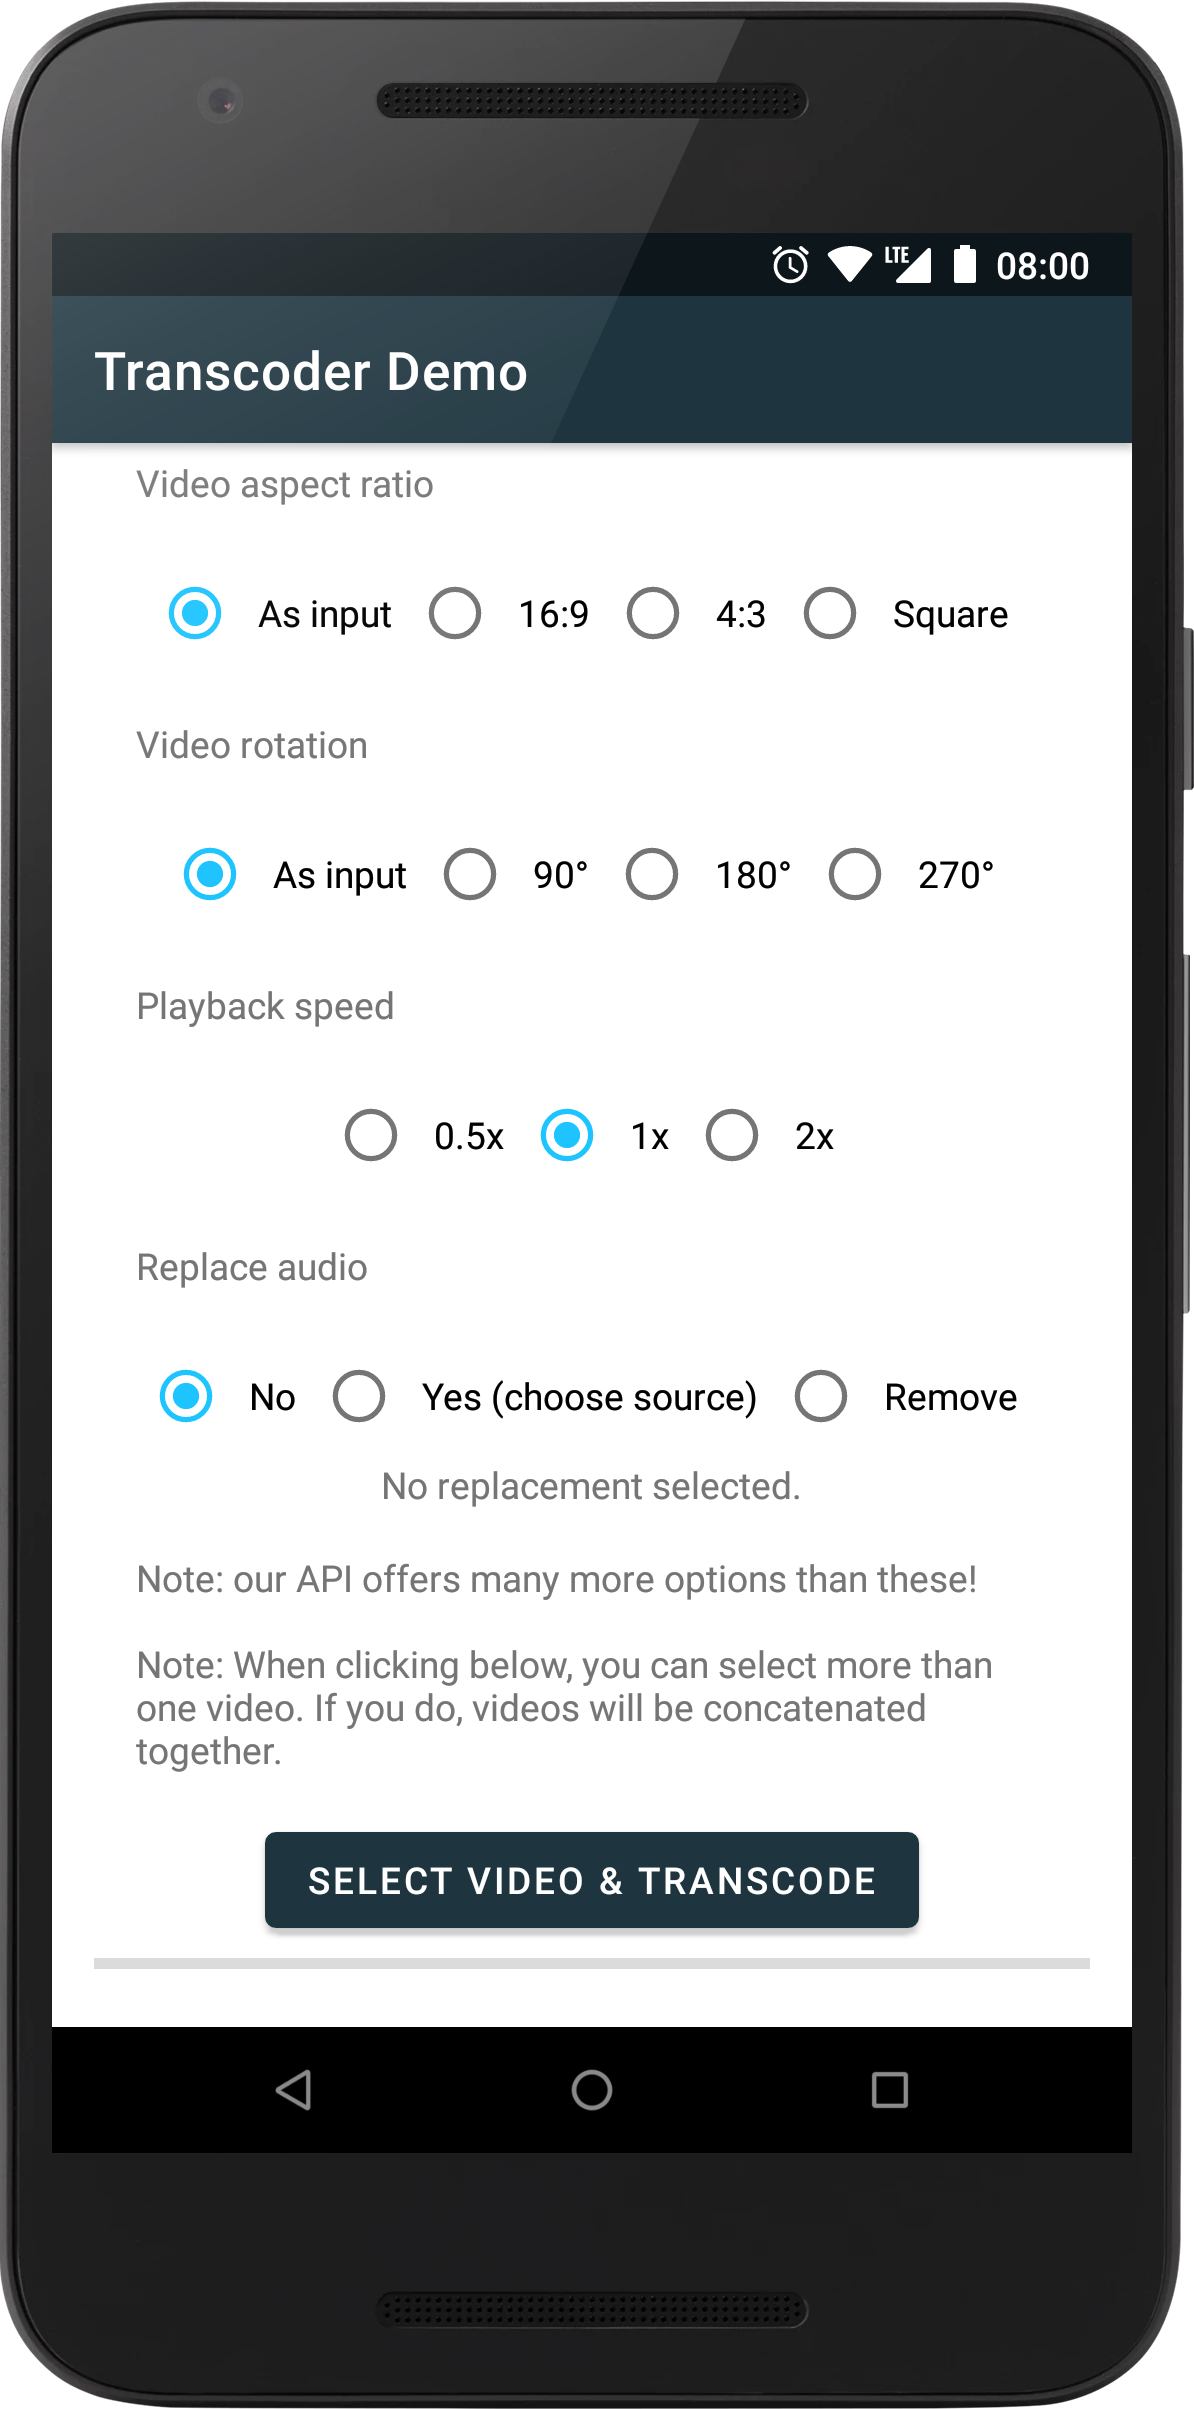 LTE 08:00
Transcoder Demo
Video aspect ratio
As input 16:9 4:3 Square
Video rotation
As input 90° 180° 270°
Playback speed
0.5x 1x 2x
Replace audio
No Yes (choose source) Remove
No replacement selected.
Note: our API offers many more options than these!
Note: When clicking below, you can select more than
one video. If you do, videos will be concatenated
together.
SELECT VIDEO & TRANSCODE